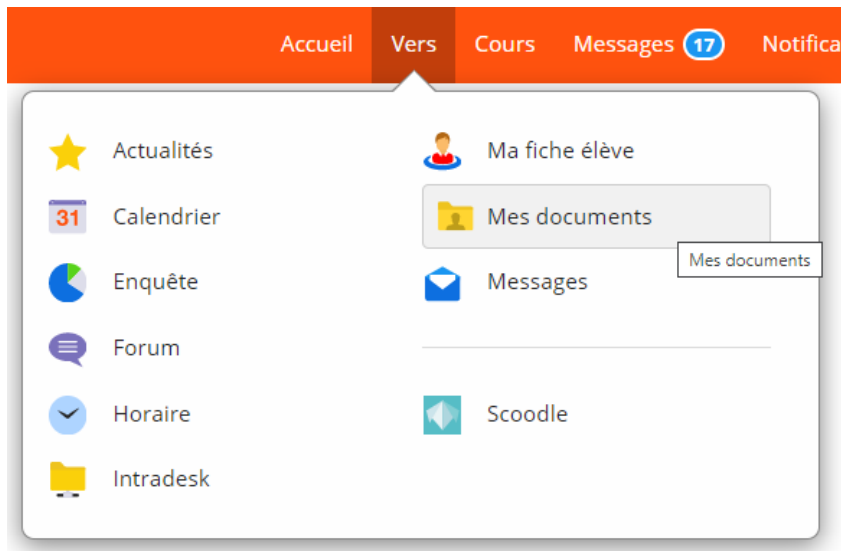 Accueil Vers Cours Messages 17 Notifica
Actualités
31 Calendrier
Enquête
Forum
Horaire
Intradesk
Ma fiche élève
Mes documents
Mes documents
Messages
Scoodle